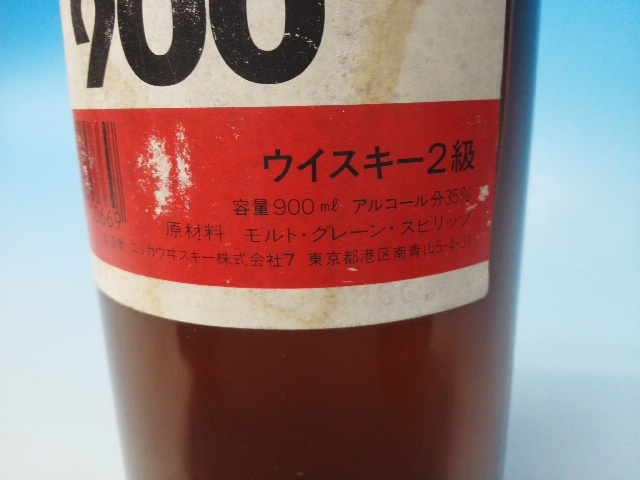 900
ウイスキー2級
容量900ml アルコール分35%
原材料 モルト・グレーン・スピリッツ
ニッカウヰスキー株式会社7 東京都港区南青山5-4-31
0669